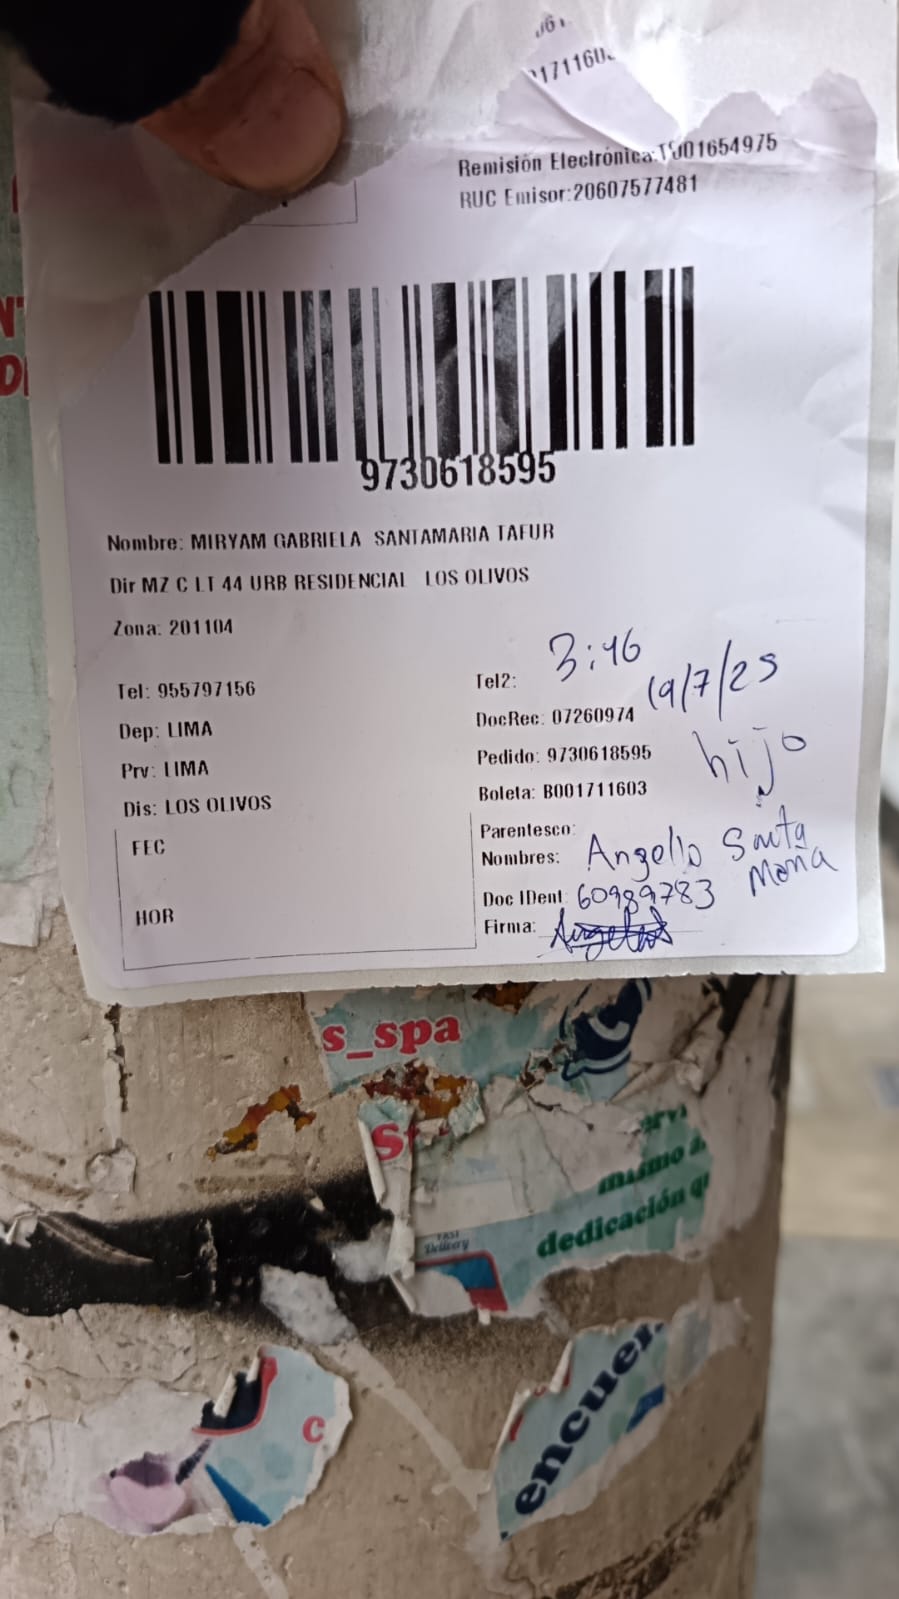 171160
Remisión Electrónica:T001654975
RUC Emisor:20607577481
9730618595
Nombre: MIRYAM GABRIELA SANTAMARIA TAFUR
Dir MZ C LT 44 URB RESIDENCIAL LOS OLIVOS
Zona: 201104
Tel: 955797156
Tel2: 3:46
19/7/25
Dep: LIMA
DocRec: 07260974
Prv: LIMA
Pedido: 9730618595
hijo
Dis: LOS OLIVOS
Boleta: B001711603
FEC
Parentesco:
Nombres: Angello Santa
Maria
HOR
Doc IDent: 60989783
Firma:
s_spa
dedicación
Delivery
c
encuen